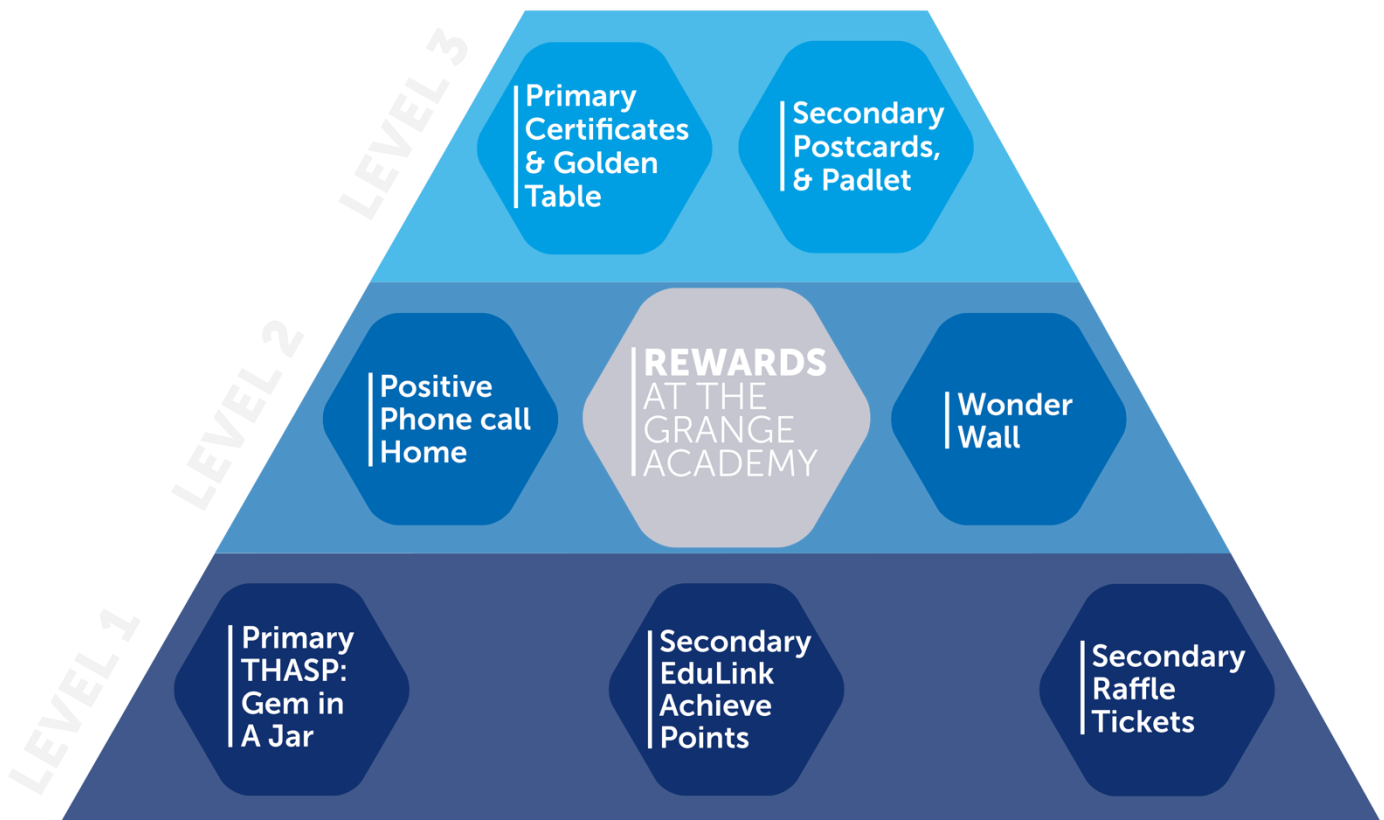 LEVEL 3
Primary
Certificates
& Golden
Table
Secondary
Postcards,
& Padlet
LEVEL 2
Positive
Phone call
Home
REWARDS
AT THE
GRANGE
ACADEMY
Wonder
Wall
LEVEL 1
Primary
THASP:
Gem in
A Jar
Secondary
EduLink
Achieve
Points
Secondary
Raffle
Tickets